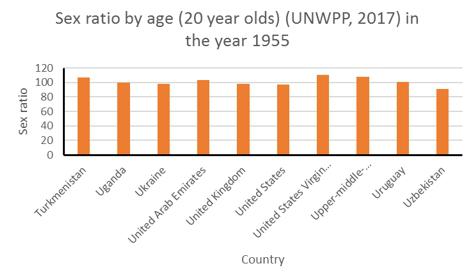 Sex ratio by age (20 year olds) (UNWPP, 2017) in
the year 1955
120
100
80
60
40
20
0
Sex ratio
Turkmenistan
Uganda
Ukraine
United Arab Emirates
United Kingdom
United States
United States Virgin…
Upper-middle-…
Uruguay
Uzbekistan
Country